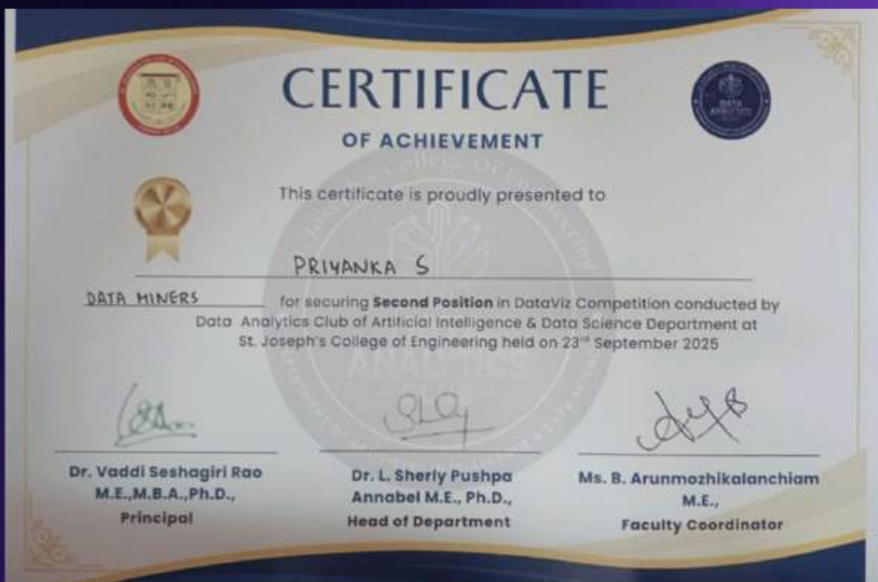 CERTIFICATE
OF ACHIEVEMENT
DATA
ANALYTICS
This certificate is proudly presented to
PRIYANKA S
DATA MINERS for securing Second Position in DataViz Competition conducted by
Data Analytics Club of Artificial Intelligence & Data Science Department at
St. Joseph's College of Engineering held on 23rd September 2025
ANALYTICS
Dr. Vaddi Seshagiri Rao
M.E.,M.B.A.,Ph.D.,
Principal
Dr. L. Sherly Pushpa
Annabel M.E., Ph.D.,
Head of Department
Ms. B. Arunmozhikalanchiam
M.E.,
Faculty Coordinator